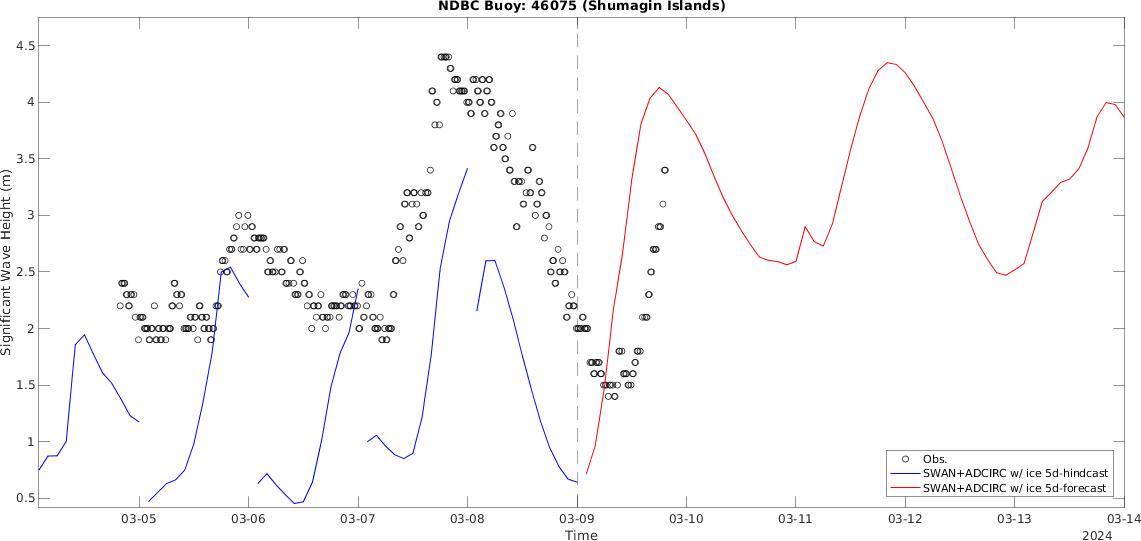 NDBC Buoy: 46075 (Shumagin Islands)
Significant Wave Height (m)
4.5
4
3.5
3
2.5
2
1.5
1
0.5
Obs.
SWAN+ADCIRC w/ ice 5d-hindcast
SWAN+ADCIRC w/ ice 5d-forecast
03-05 03-06 03-07 03-08 03-09 03-10 03-11 03-12 03-13 03-14
Time
2024